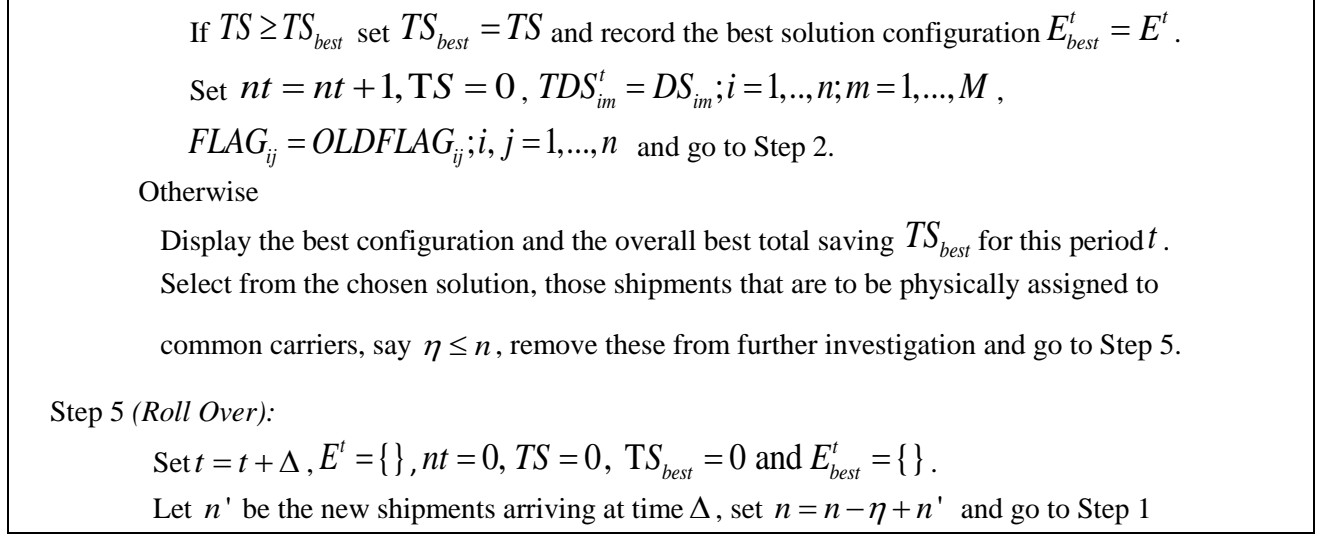 If TS ≥ TS_best set TS_best = TS and record the best solution configuration E^t_best = E^t.
Set nt = nt + 1, TS = 0, TDS^t_im = DS_im; i = 1,..,n; m = 1,...,M ,
FLAG_ij = OLDFLAG_ij; i, j = 1,...,n and go to Step 2.
Otherwise
Display the best configuration and the overall best total saving TS_best for this period t.
Select from the chosen solution, those shipments that are to be physically assigned to
common carriers, say η ≤ n, remove these from further investigation and go to Step 5.
Step 5 (Roll Over):
Set t = t + Δ, E^t = {}, nt = 0, TS = 0, TS_best = 0 and E^t_best = {}.
Let n' be the new shipments arriving at time Δ, set n = n − η + n' and go to Step 1